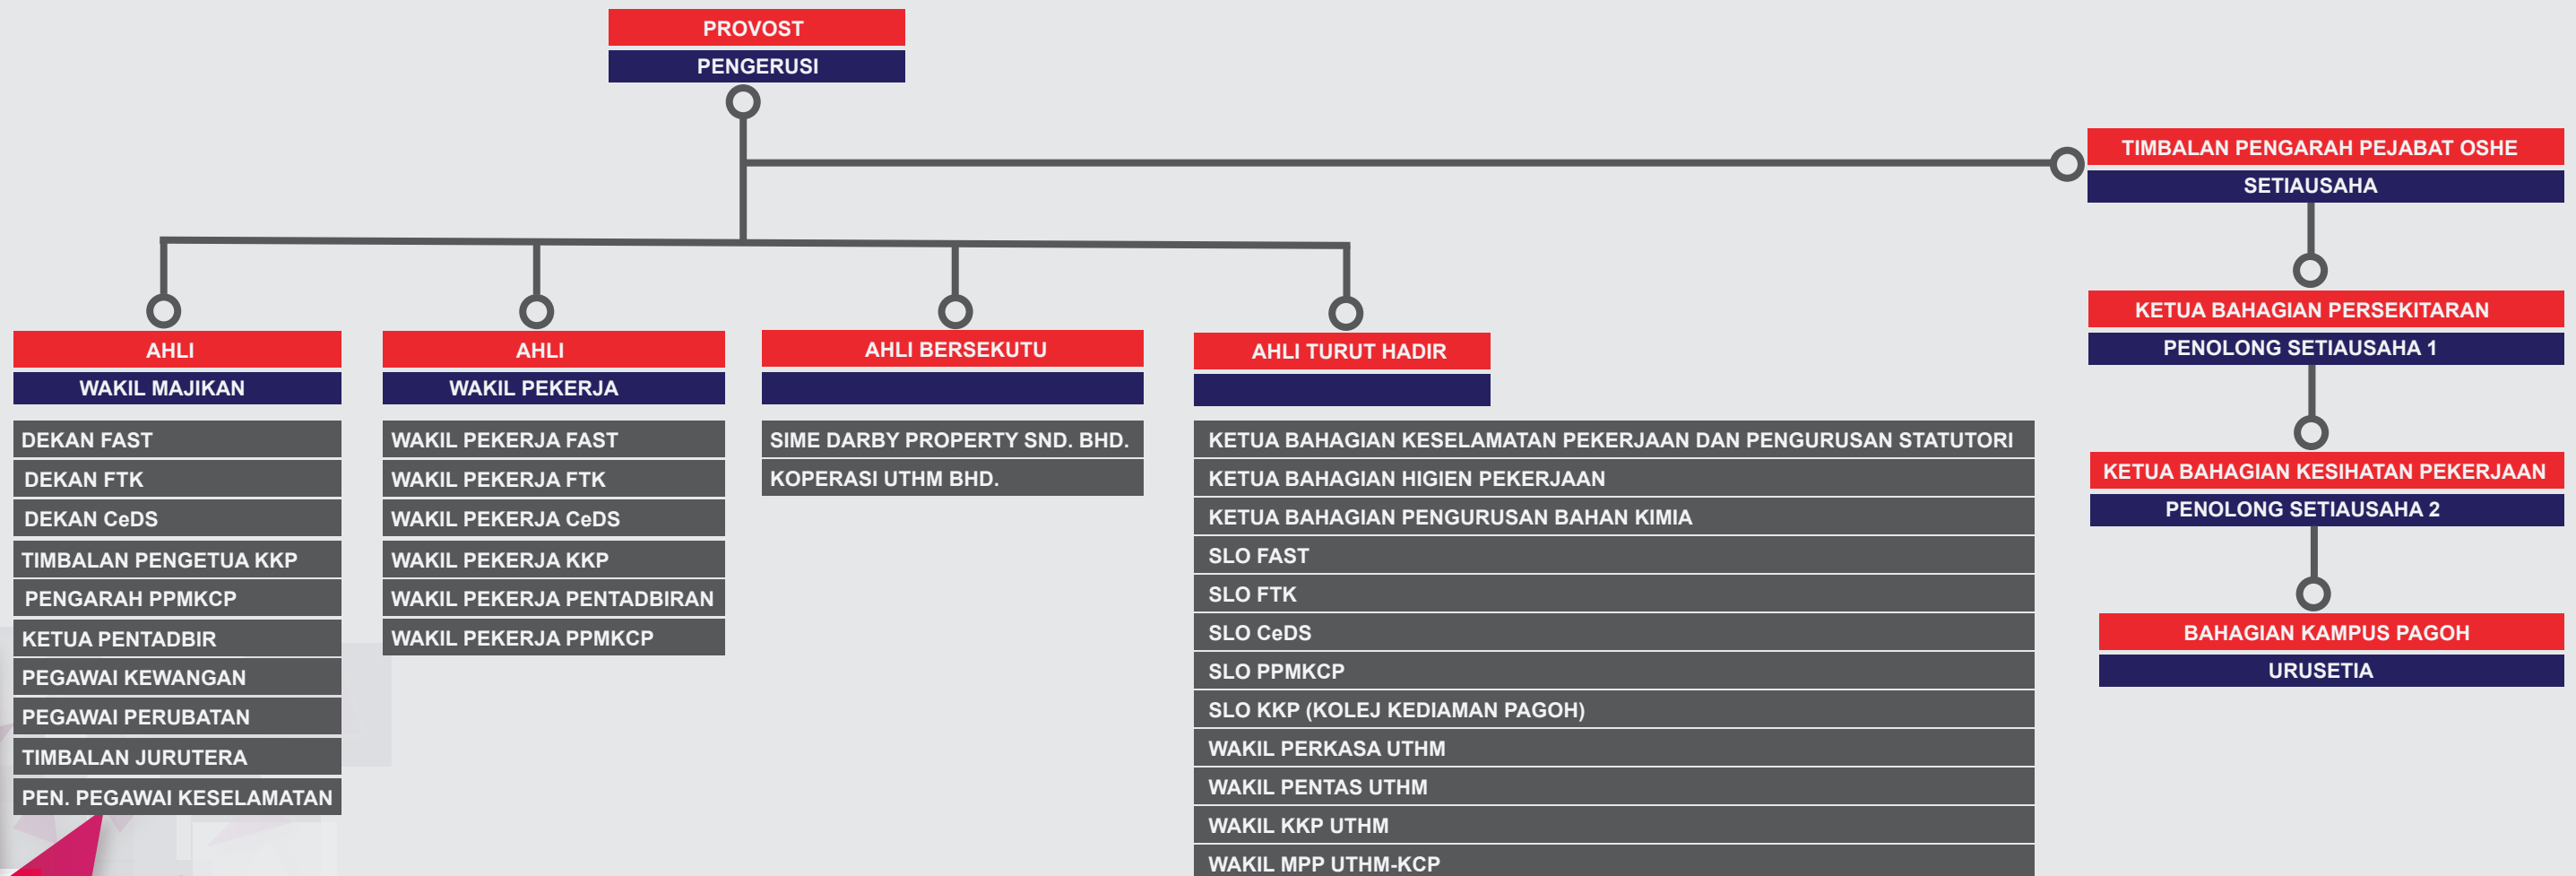 PROVOST
PENGERUSI
TIMBALAN PENGARAH PEJABAT OSHE
SETIAUSAHA
KETUA BAHAGIAN PERSEKITARAN
PENOLONG SETIAUSAHA 1
KETUA BAHAGIAN KESIHATAN PEKERJAAN
PENOLONG SETIAUSAHA 2
BAHAGIAN KAMPUS PAGOH
URUSETIA
AHLI
WAKIL MAJIKAN
DEKAN FAST
DEKAN FTK
DEKAN CeDS
TIMBALAN PENGETUA KKP
PENGARAH PPMKCP
KETUA PENTADBIR
PEGAWAI KEWANGAN
PEGAWAI PERUBATAN
TIMBALAN JURUTERA
PEN. PEGAWAI KESELAMATAN
AHLI
WAKIL PEKERJA
WAKIL PEKERJA FAST
WAKIL PEKERJA FTK
WAKIL PEKERJA CeDS
WAKIL PEKERJA KKP
WAKIL PEKERJA PENTADBIRAN
WAKIL PEKERJA PPMKCP
AHLI BERSEKUTU
SIME DARBY PROPERTY SND. BHD.
KOPERASI UTHM BHD.
AHLI TURUT HADIR
KETUA BAHAGIAN KESELAMATAN PEKERJAAN DAN PENGURUSAN STATUTORI
KETUA BAHAGIAN HIGIEN PEKERJAAN
KETUA BAHAGIAN PENGURUSAN BAHAN KIMIA
SLO FAST
SLO FTK
SLO CeDS
SLO PPMKCP
SLO KKP (KOLEJ KEDIAMAN PAGOH)
WAKIL PERKASA UTHM
WAKIL PENTAS UTHM
WAKIL KKP UTHM
WAKIL MPP UTHM-KCP